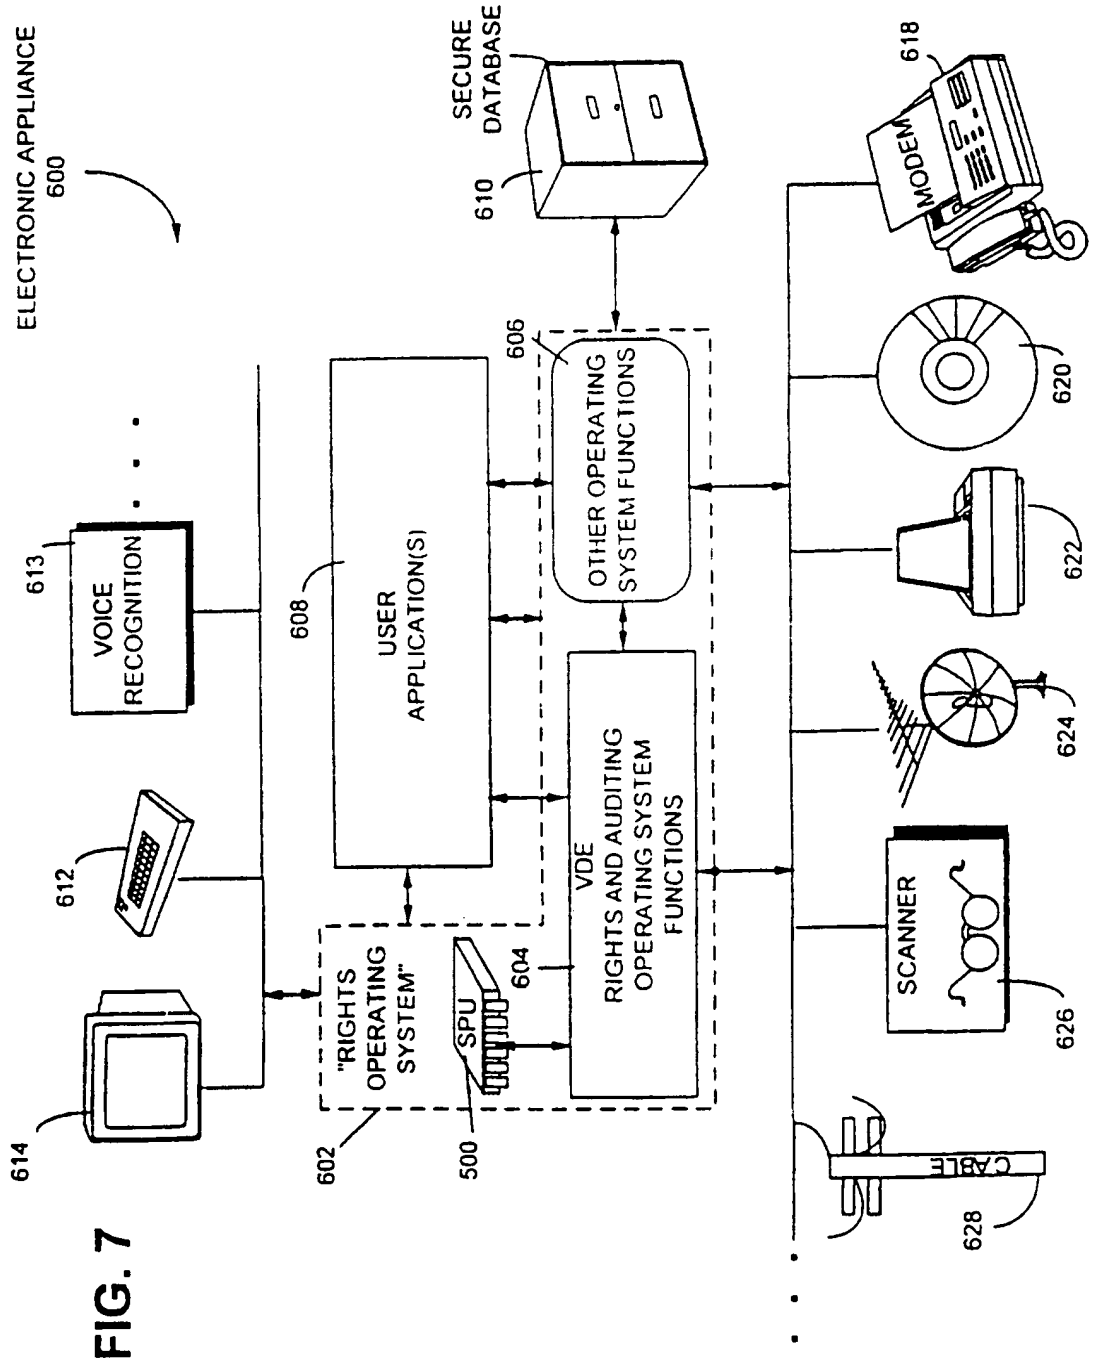 FIG. 7
ELECTRONIC APPLIANCE
600
614
612
613
VOICE
RECOGNITION
602
"RIGHTS
OPERATING
SYSTEM"
608
USER
APPLICATION(S)
500
SPU
604
VDE
RIGHTS AND AUDITING
OPERATING SYSTEM
FUNCTIONS
606
OTHER OPERATING
SYSTEM FUNCTIONS
610
SECURE
DATABASE
628
CABLE
SCANNER
626
624
622
620
MODEM
618